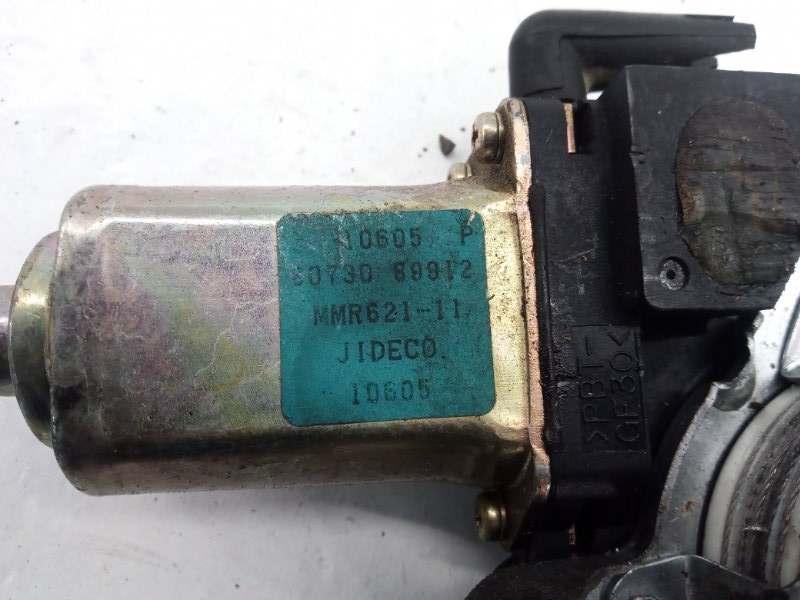 10605 P
80730 89912
MMR621-11
JIDECO
10605
>PBT-
GF30<